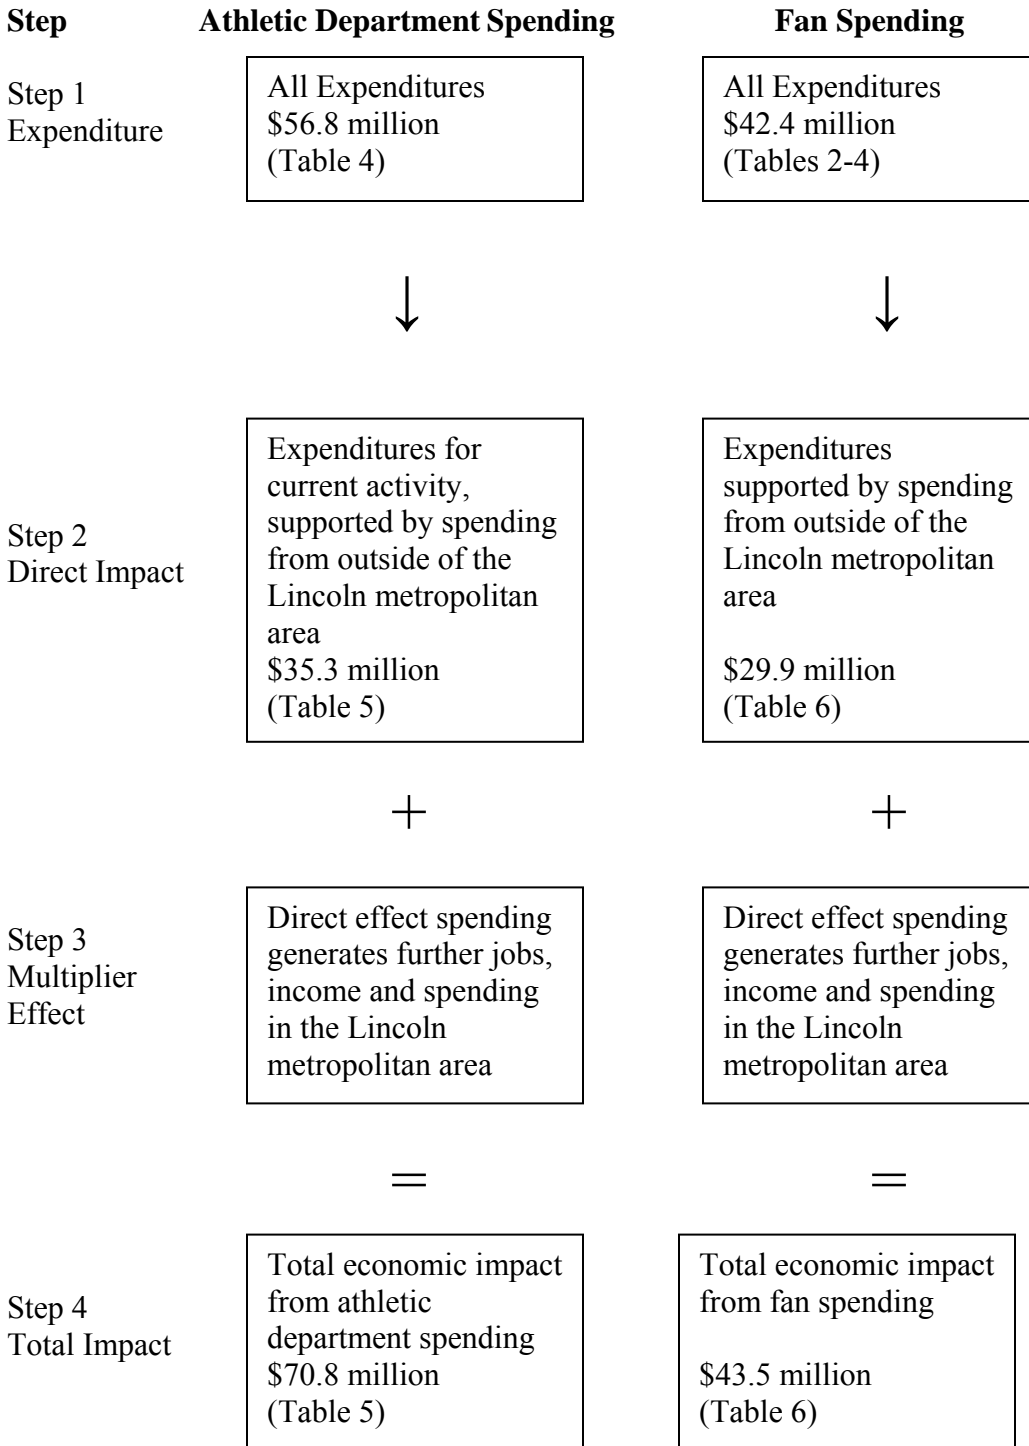 Step Athletic Department Spending Fan Spending
Step 1
Expenditure
All Expenditures
$56.8 million
(Table 4)
All Expenditures
$42.4 million
(Tables 2-4)
↓ ↓
Step 2
Direct Impact
Expenditures for
current activity,
supported by spending
from outside of the
Lincoln metropolitan
area
$35.3 million
(Table 5)
Expenditures
supported by spending
from outside of the
Lincoln metropolitan
area
$29.9 million
(Table 6)
+ +
Step 3
Multiplier
Effect
Direct effect spending
generates further jobs,
income and spending
in the Lincoln
metropolitan area
Direct effect spending
generates further jobs,
income and spending
in the Lincoln
metropolitan area
= =
Step 4
Total Impact
Total economic impact
from athletic
department spending
$70.8 million
(Table 5)
Total economic impact
from fan spending
$43.5 million
(Table 6)